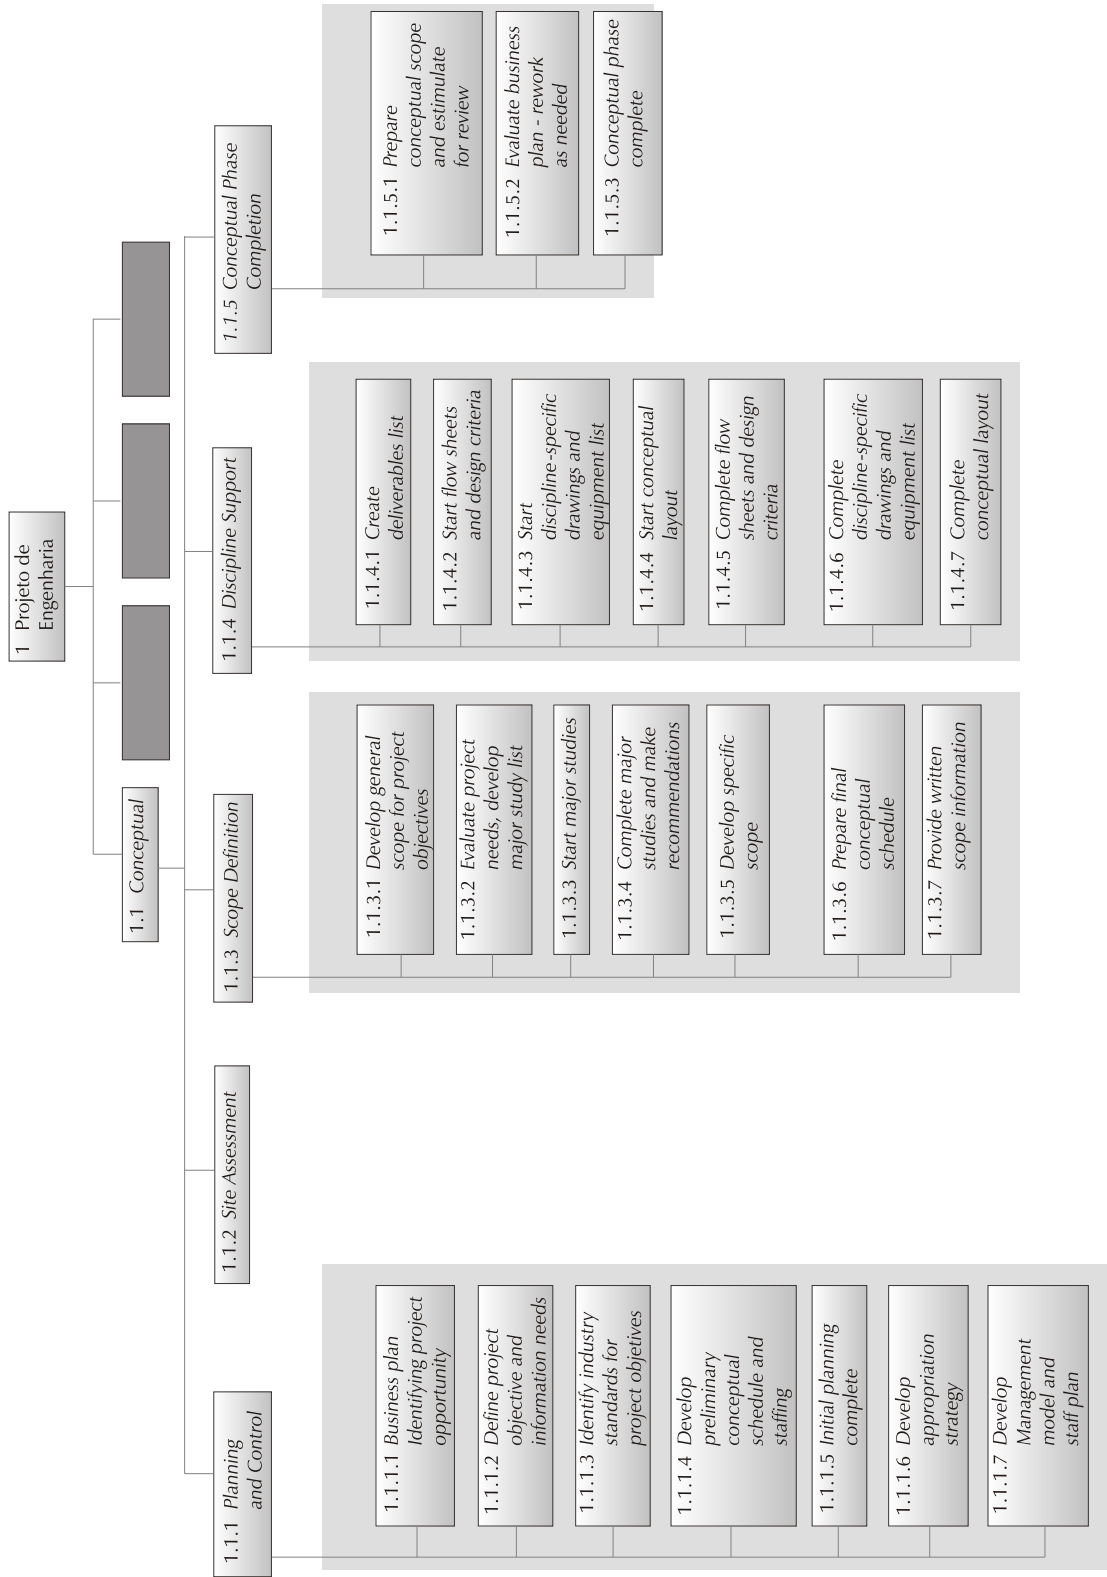 1 Projeto de
Engenharia
1.1 Conceptual
1.1.1 Planning
and Control
1.1.1.1 Business plan
Identifying project
opportunity
1.1.1.2 Define project
objective and
information needs
1.1.1.3 Identify industry
standards for
project objetives
1.1.1.4 Develop
preliminary
conceptual
schedule and
staffing
1.1.1.5 Initial planning
complete
1.1.1.6 Develop
appropriation
strategy
1.1.1.7 Develop
Management
model and
staff plan
1.1.2 Site Assessment
1.1.3 Scope Definition
1.1.3.1 Develop general
scope for project
objectives
1.1.3.2 Evaluate project
needs, develop
major study list
1.1.3.3 Start major studies
1.1.3.4 Complete major
studies and make
recommendations
1.1.3.5 Develop specific
scope
1.1.3.6 Prepare final
conceptual
schedule
1.1.3.7 Provide written
scope information
1.1.4 Discipline Support
1.1.4.1 Create
deliverables list
1.1.4.2 Start flow sheets
and design criteria
1.1.4.3 Start
discipline-specific
drawings and
equipment list
1.1.4.4 Start conceptual
layout
1.1.4.5 Complete flow
sheets and design
criteria
1.1.4.6 Complete
discipline-specific
drawings and
equipment list
1.1.4.7 Complete
conceptual layout
1.1.5 Conceptual Phase
Completion
1.1.5.1 Prepare
conceptual scope
and estimulate
for review
1.1.5.2 Evaluate business
plan - rework
as needed
1.1.5.3 Conceptual phase
complete